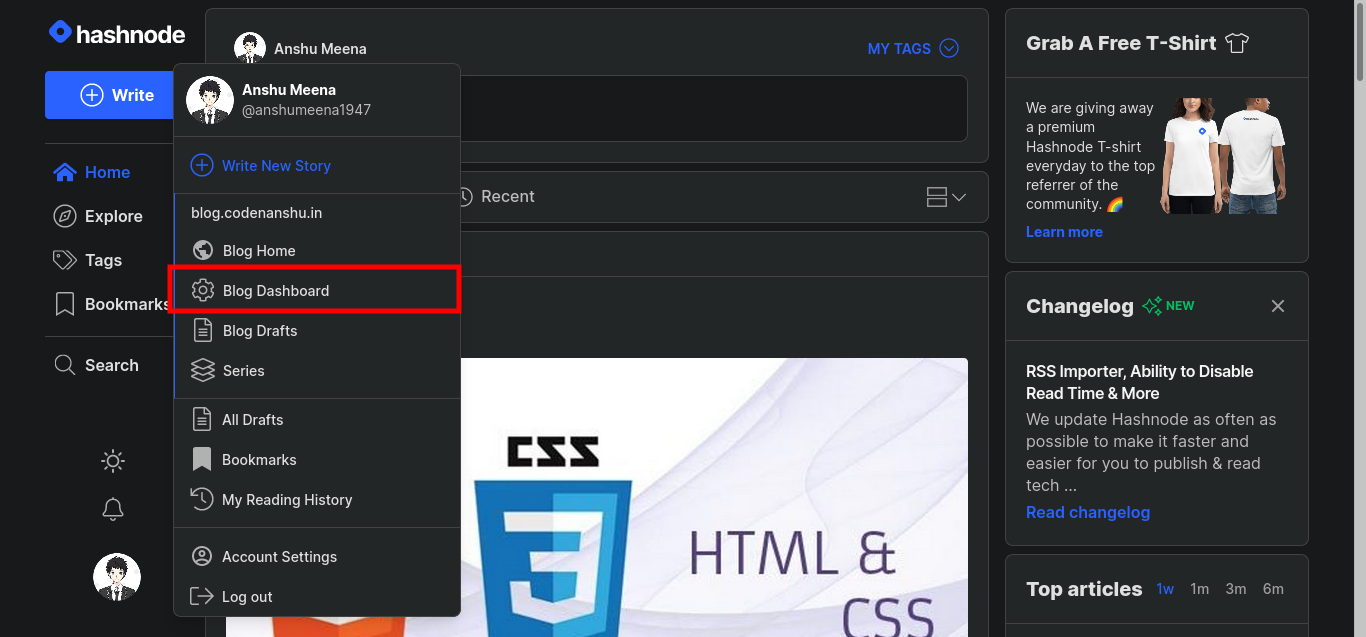 hashnode
Write
Home
Explore
Tags
Bookmarks
Search
Anshu Meena
MY TAGS
Anshu Meena
@anshumeena1947
Write New Story
blog.codenanshu.in
Blog Home
Blog Dashboard
Blog Drafts
Series
All Drafts
Bookmarks
My Reading History
Account Settings
Log out
Recent
CSS
HTML &
CSS
Grab A Free T-Shirt
We are giving away
a premium
Hashnode T-shirt
everyday to the top
referrer of the
community. 🌈
Learn more
Changelog NEW
RSS Importer, Ability to Disable
Read Time & More
We update Hashnode as often as
possible to make it faster and
easier for you to publish & read
tech ...
Read changelog
Top articles 1w 1m 3m 6m